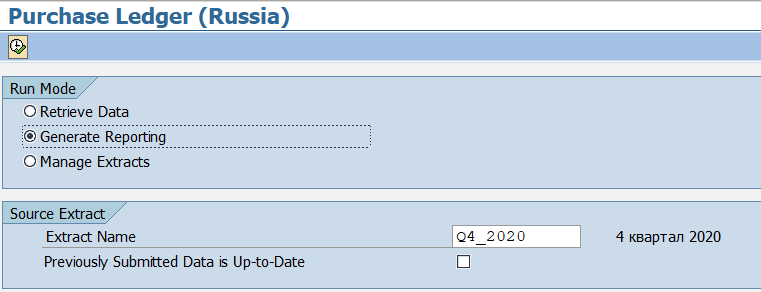 Purchase Ledger (Russia)
Run Mode
Retrieve Data
Generate Reporting
Manage Extracts
Source Extract
Extract Name Q4_2020 4 квартал 2020
Previously Submitted Data is Up-to-Date